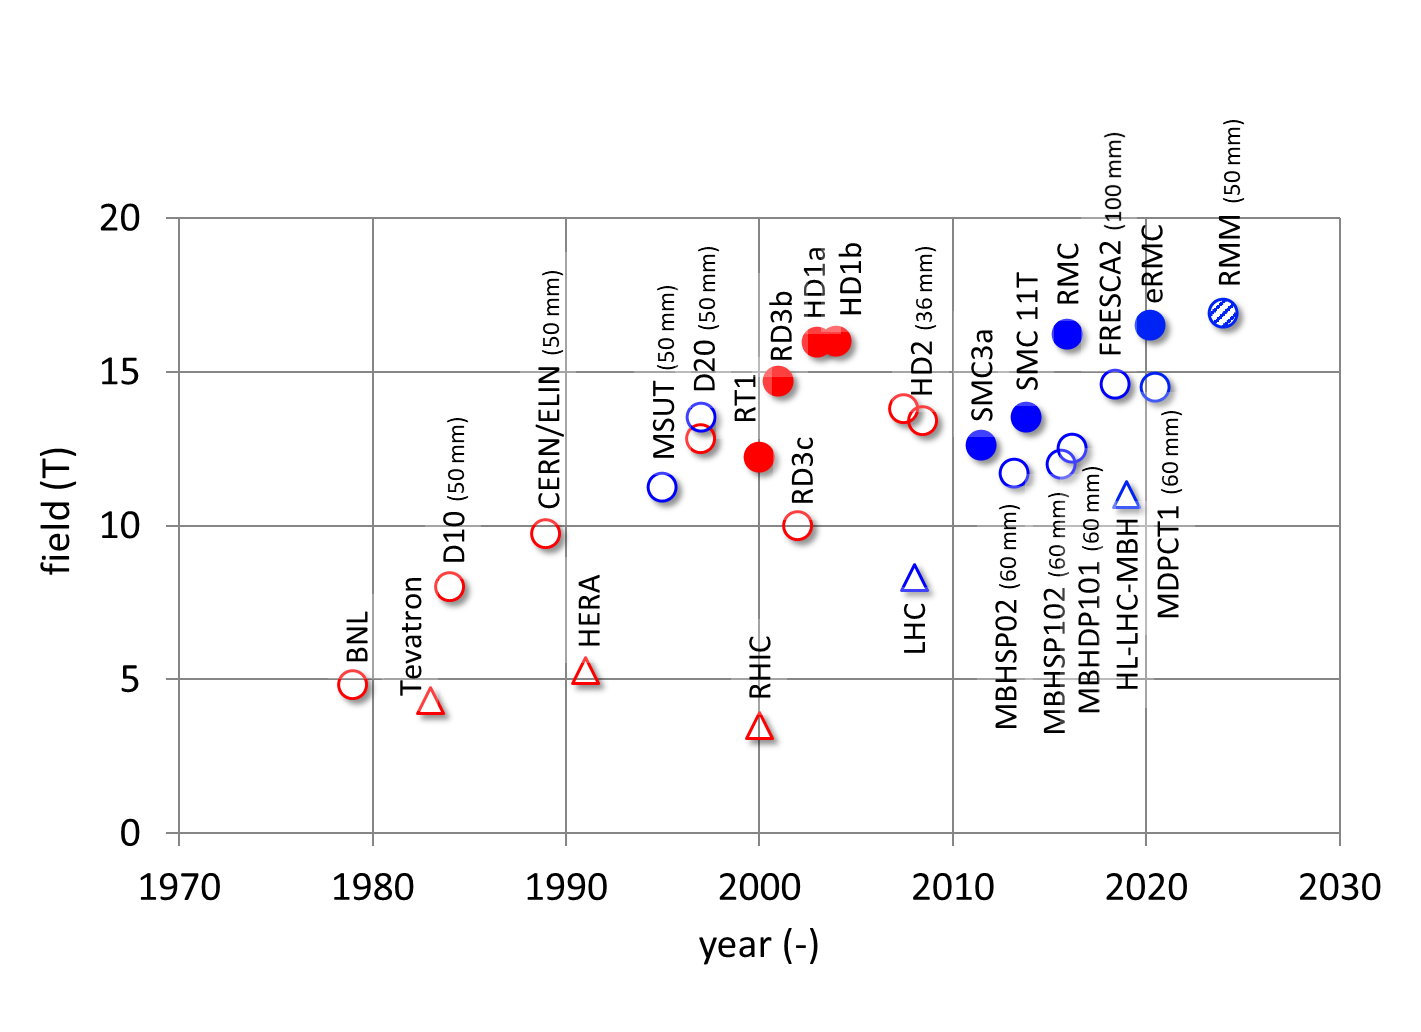 20
15
10
5
0
field (T)
1970
1980
1990
2000
2010
2020
2030
year (-)
BNL
Tevatron
D10 (50 mm)
CERN/ELIN (50 mm)
HERA
MSUT (50 mm)
D20 (50 mm)
RT1
RD3b
HD1a
HD1b
RD3c
RHIC
HD2 (36 mm)
LHC
SMC3a
SMC 11T
RMC
MBHSP02 (60 mm)
MBHSP102 (60 mm)
MBHDP101 (60 mm)
FRESCA2 (100 mm)
eRMC
HL-LHC-MBH
MDPCT1 (60 mm)
RMM (50 mm)